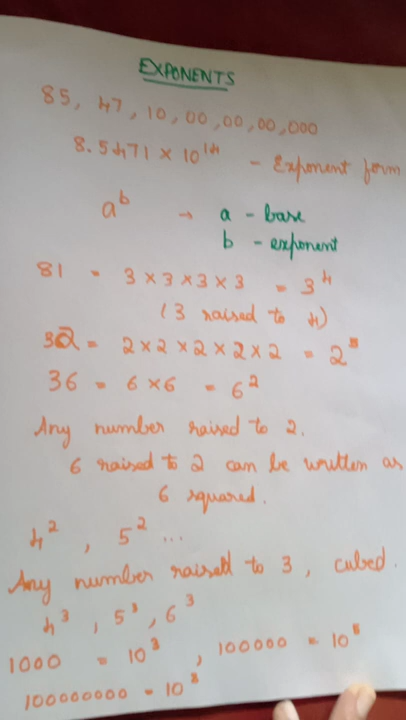 EXPONENTS
85, 47, 10, 00, 00, 00, 000
8.5471 × 10¹⁴ - Exponent form
aᵇ → a - base
b - exponent
81 = 3 × 3 × 3 × 3 = 3⁴
(3 raised to 4)
32 = 2 × 2 × 2 × 2 × 2 = 2⁵
36 = 6 × 6 = 6²
Any number raised to 2.
6 raised to 2 can be written as
6 squared.
4², 5² ...
Any number raised to 3, cubed.
4³, 5³, 6³
1000 = 10³, 100000 = 10⁵
100000000 = 10⁸